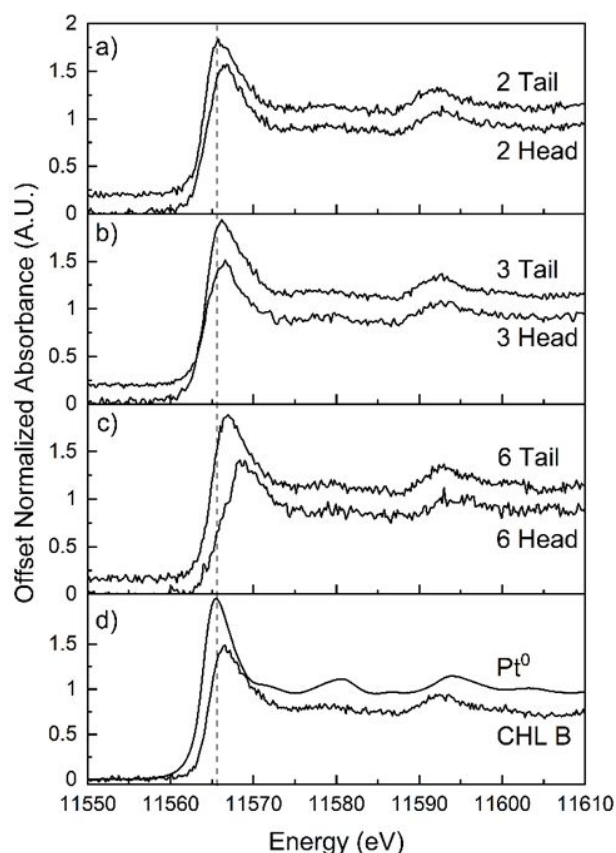 Offset Normalized Absorbance (A.U.)
2
a)
1.5
2 Tail
1
2 Head
0.5
0
b)
1.5
3 Tail
1
3 Head
0.5
0
c)
1.5
6 Tail
1
6 Head
0.5
0
d)
1.5
Pt⁰
1
CHL B
0.5
0
11550 11560 11570 11580 11590 11600 11610
Energy (eV)